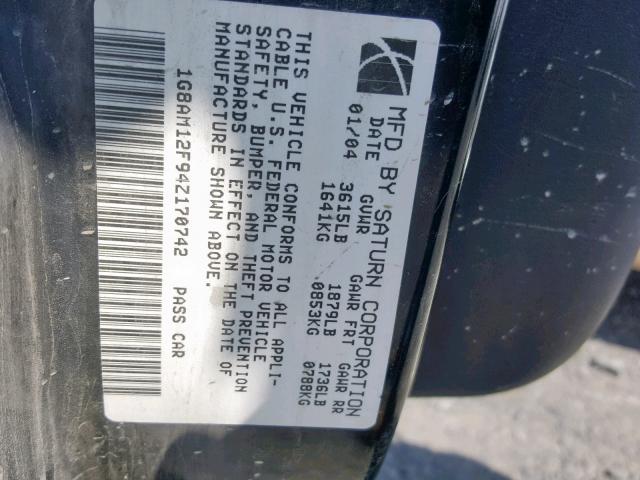 MFD BY SATURN CORPORATION
DATE GVWR GAWR FRT GAWR RR
01/04 3615LB 1879LB 1736LB
1641KG 0853KG 0788KG
THIS VEHICLE CONFORMS TO ALL APPLI-
CABLE U.S. FEDERAL MOTOR VEHICLE
SAFETY, BUMPER, AND THEFT PREVENTION
STANDARDS IN EFFECT ON THE DATE OF
MANUFACTURE SHOWN ABOVE.
1G8AM12F94Z170742 PASS CAR